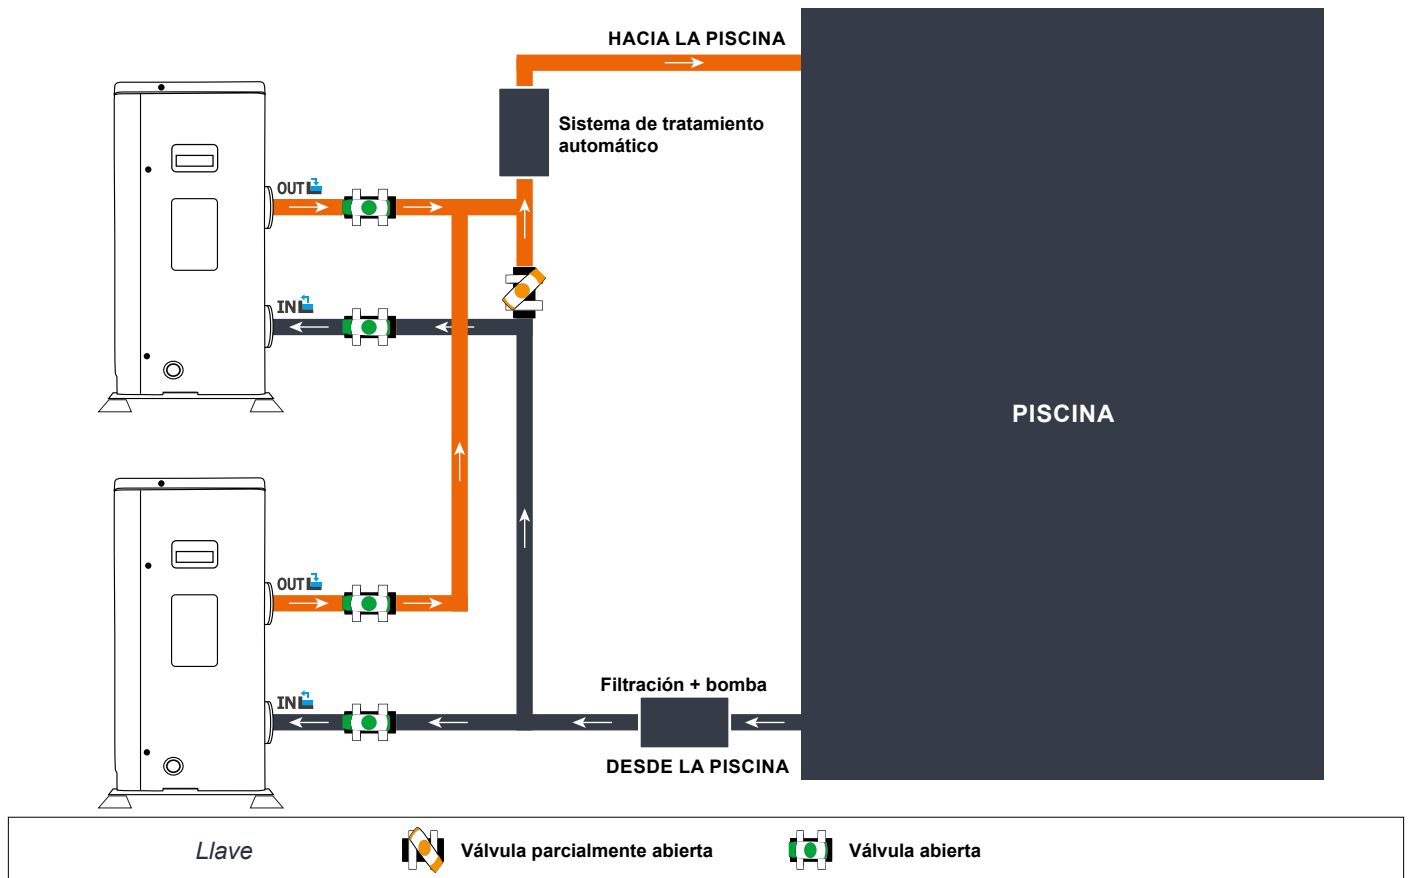 HACIA LA PISCINA
Sistema de tratamiento
automático
OUT
IN
PISCINA
OUT
Filtración + bomba
IN
DESDE LA PISCINA
Llave
Válvula parcialmente abierta
Válvula abierta